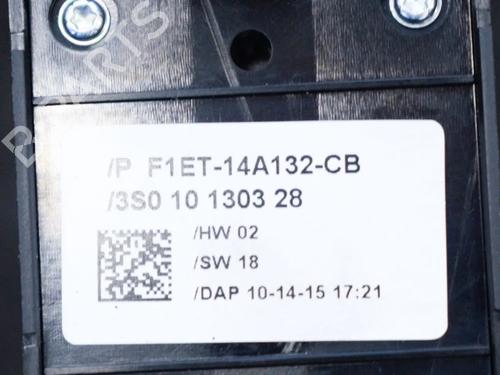 /P F1ET-14A132-CB
/3S0 10 1303 28
/HW 02
/SW 18
/DAP 10-14-15 17:21